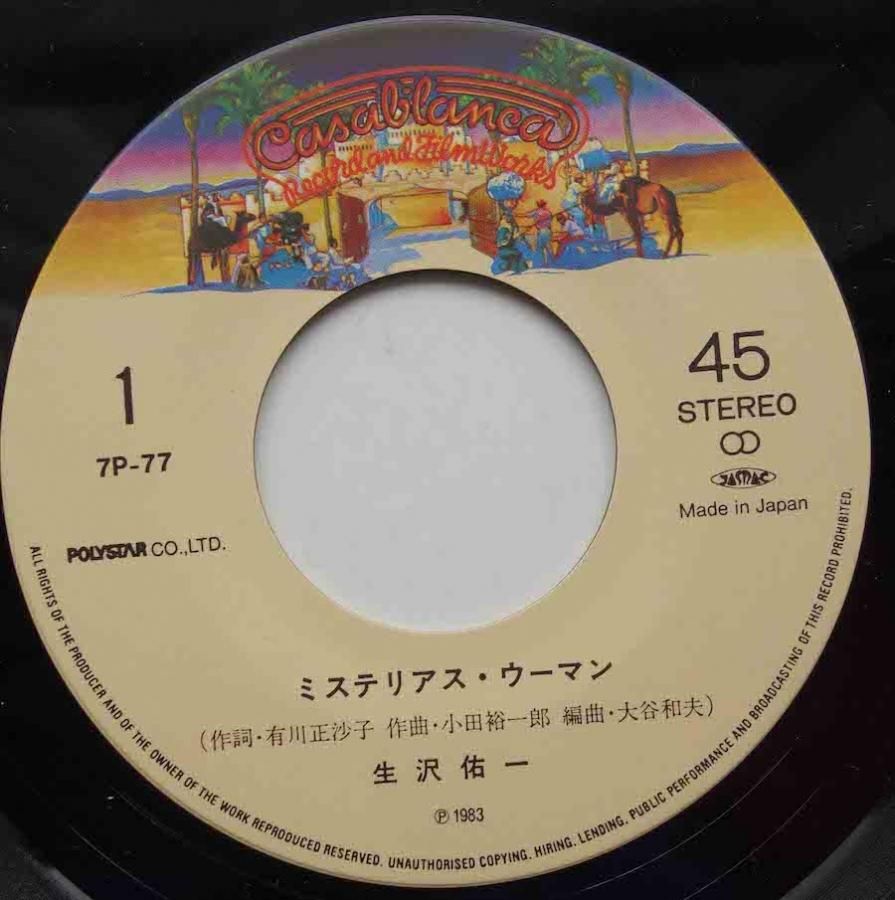 Casablanca
Record and FilmWorks
1
7P-77
POLYSTAR CO.,LTD.
45
STEREO
JASRAC
Made in Japan
ミステリアス・ウーマン
(作詞・有川正沙子 作曲・小田裕一郎 編曲・大谷和夫)
生沢佑一
Ⓟ1983
ALL RIGHTS OF THE PRODUCER AND OF THE OWNER OF THE WORK REPRODUCED RESERVED. UNAUTHORISED COPYING. HIRING. LENDING. PUBLIC PERFORMANCE AND BROADCASTING OF THIS RECORD PROHIBITED.